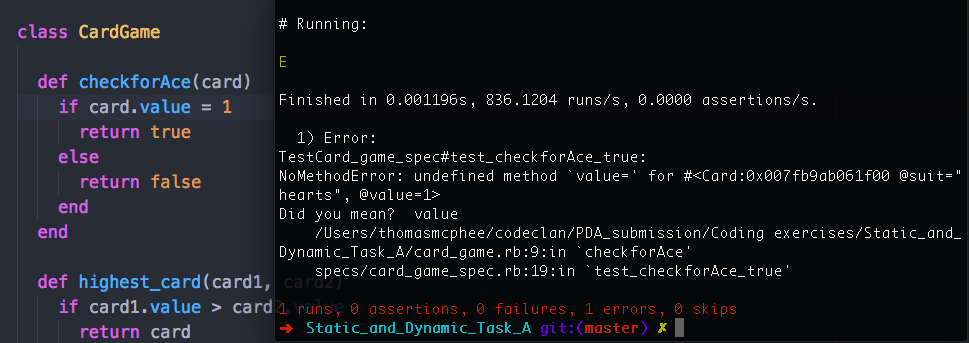 class CardGame
def checkforAce(card)
if card.value = 1
return true
else
return false
end
end
def highest_card(card1, card2)
if card1.value > card2.value
return card
# Running:
E
Finished in 0.001196s, 836.1204 runs/s, 0.0000 assertions/s.
1) Error:
TestCard_game_spec#test_checkforAce_true:
NoMethodError: undefined method `value=' for #<Card:0x007fb9ab061f00 @suit="
hearts", @value=1>
Did you mean?  value
/Users/thomasmcphee/codeclan/PDA_submission/Coding exercises/Static_and_
Dynamic_Task_A/card_game.rb:9:in `checkforAce'
specs/card_game_spec.rb:19:in `test_checkforAce_true'
1 runs, 0 assertions, 0 failures, 1 errors, 0 skips
➜ Static_and_Dynamic_Task_A git:(master) ✗